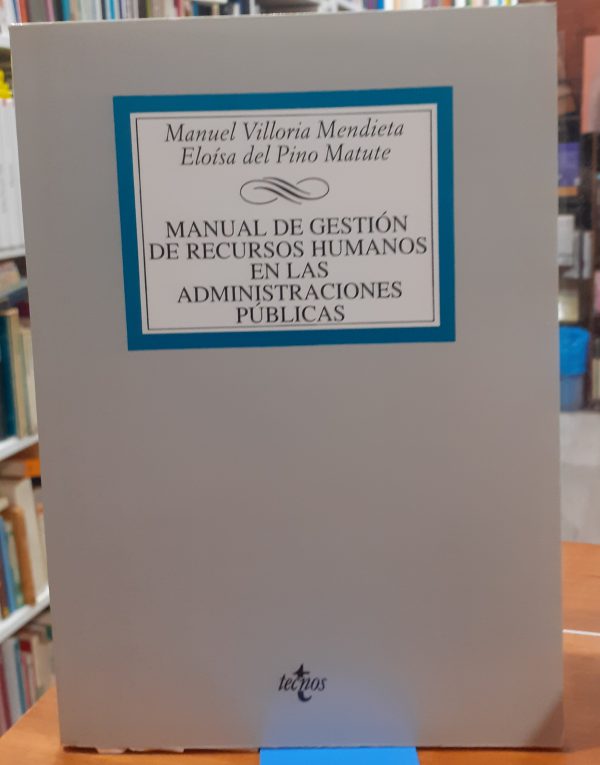 Manuel Villoria Mendieta
Eloísa del Pino Matute
MANUAL DE GESTIÓN
DE RECURSOS HUMANOS
EN LAS
ADMINISTRACIONES
PÚBLICAS
tecnos